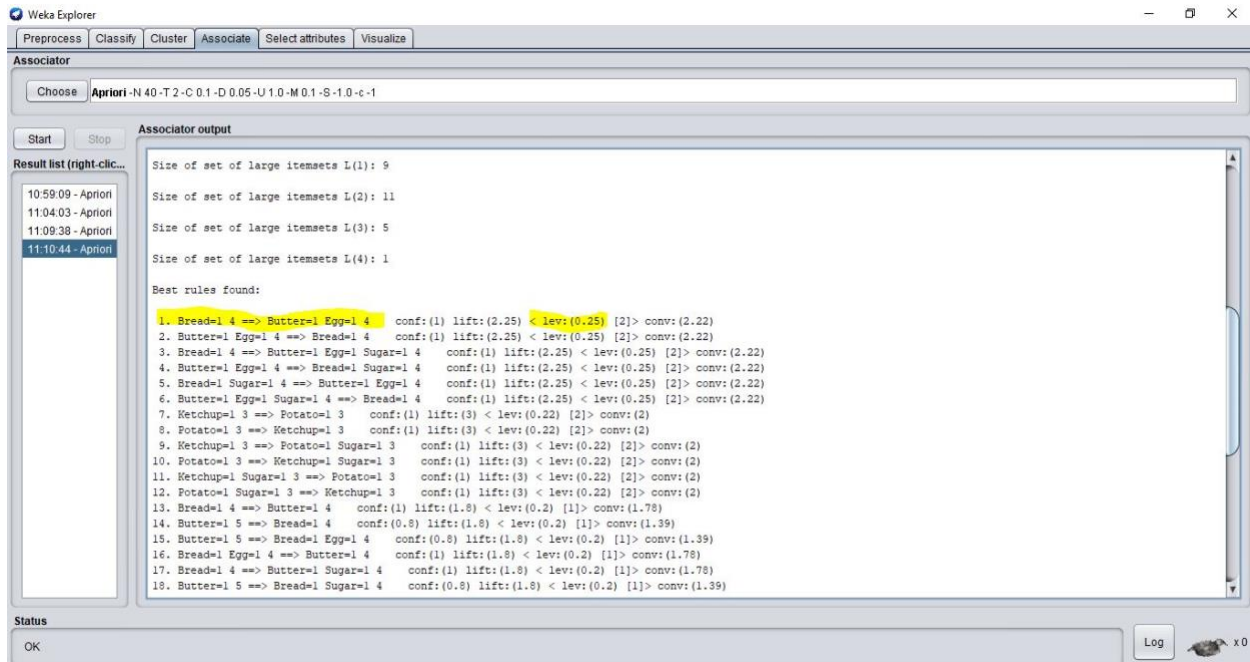 Weka Explorer
Preprocess Classify Cluster Associate Select attributes Visualize
Associator
Choose Apriori -N 40 -T 2 -C 0.1 -D 0.05 -U 1.0 -M 0.1 -S -1.0 -c -1
Start Stop
Result list (right-clic...
10:59:09 - Apriori
11:04:03 - Apriori
11:09:38 - Apriori
11:10:44 - Apriori
Associator output
Size of set of large itemsets L(1): 9
Size of set of large itemsets L(2): 11
Size of set of large itemsets L(3): 5
Size of set of large itemsets L(4): 1
Best rules found:
1. Bread=1 4 ==> Butter=1 Egg=1 4 conf:(1) lift:(2.25) < lev:(0.25) [2]> conv:(2.22)
2. Butter=1 Egg=1 4 ==> Bread=1 4 conf:(1) lift:(2.25) < lev:(0.25) [2]> conv:(2.22)
3. Bread=1 4 ==> Butter=1 Egg=1 Sugar=1 4 conf:(1) lift:(2.25) < lev:(0.25) [2]> conv:(2.22)
4. Butter=1 Egg=1 4 ==> Bread=1 Sugar=1 4 conf:(1) lift:(2.25) < lev:(0.25) [2]> conv:(2.22)
5. Bread=1 Sugar=1 4 ==> Butter=1 Egg=1 4 conf:(1) lift:(2.25) < lev:(0.25) [2]> conv:(2.22)
6. Butter=1 Egg=1 Sugar=1 4 ==> Bread=1 4 conf:(1) lift:(2.25) < lev:(0.25) [2]> conv:(2.22)
7. Ketchup=1 3 ==> Potato=1 3 conf:(1) lift:(3) < lev:(0.22) [2]> conv:(2)
8. Potato=1 3 ==> Ketchup=1 3 conf:(1) lift:(3) < lev:(0.22) [2]> conv:(2)
9. Ketchup=1 3 ==> Potato=1 Sugar=1 3 conf:(1) lift:(3) < lev:(0.22) [2]> conv:(2)
10. Potato=1 3 ==> Ketchup=1 Sugar=1 3 conf:(1) lift:(3) < lev:(0.22) [2]> conv:(2)
11. Ketchup=1 Sugar=1 3 ==> Potato=1 3 conf:(1) lift:(3) < lev:(0.22) [2]> conv:(2)
12. Potato=1 Sugar=1 3 ==> Ketchup=1 3 conf:(1) lift:(3) < lev:(0.22) [2]> conv:(2)
13. Bread=1 4 ==> Butter=1 4 conf:(1) lift:(1.8) < lev:(0.2) [1]> conv:(1.78)
14. Butter=1 5 ==> Bread=1 4 conf:(0.8) lift:(1.8) < lev:(0.2) [1]> conv:(1.39)
15. Butter=1 5 ==> Bread=1 Egg=1 4 conf:(0.8) lift:(1.8) < lev:(0.2) [1]> conv:(1.39)
16. Bread=1 Egg=1 4 ==> Butter=1 4 conf:(1) lift:(1.8) < lev:(0.2) [1]> conv:(1.78)
17. Bread=1 4 ==> Butter=1 Sugar=1 4 conf:(1) lift:(1.8) < lev:(0.2) [1]> conv:(1.78)
18. Butter=1 5 ==> Bread=1 Sugar=1 4 conf:(0.8) lift:(1.8) < lev:(0.2) [1]> conv:(1.39)
Status
OK
Log
x 0